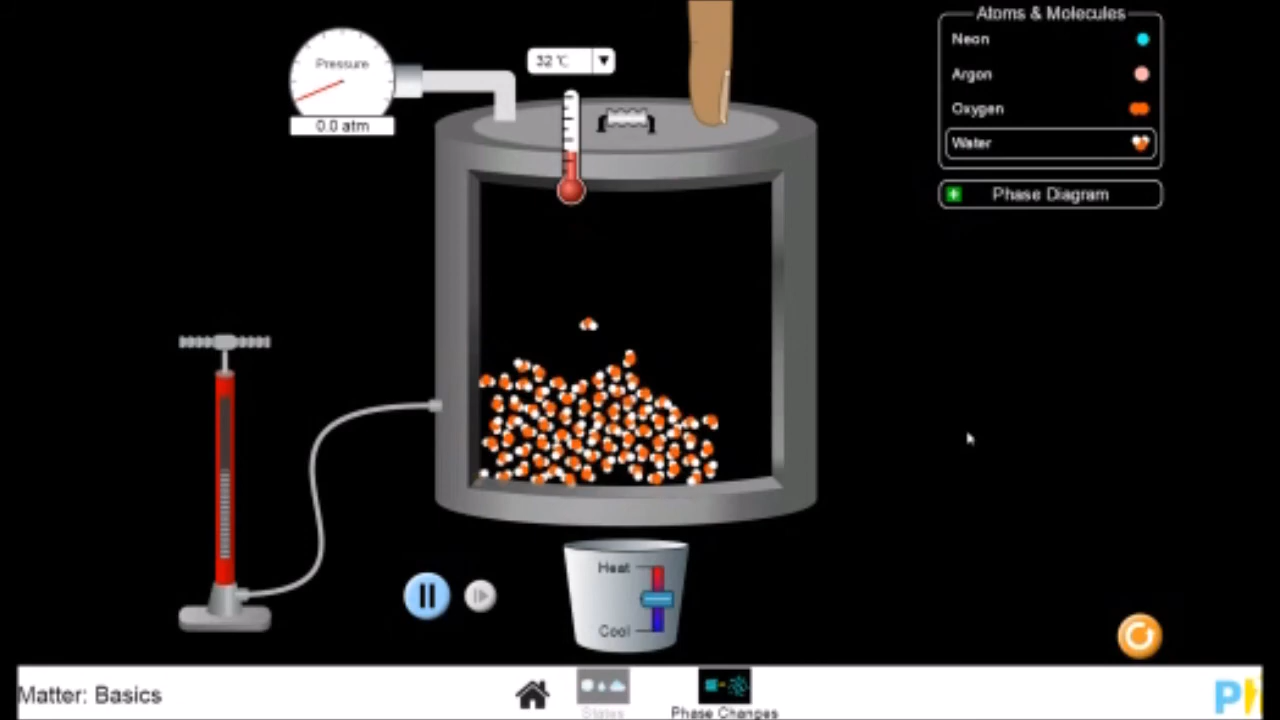 Pressure
0.0 atm
32 ℃
Atoms & Molecules
Neon
Argon
Oxygen
Water
Phase Diagram
Heat
Cool
Matter: Basics
States
Phase Changes